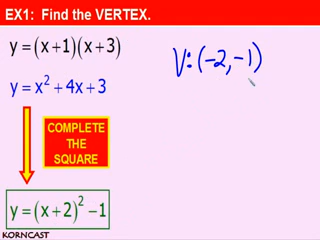 EX1: Find the VERTEX.
y = (x + 1)(x + 3)
V: (-2, -1)
y = x² + 4x + 3
COMPLETE
THE
SQUARE
y = (x + 2)² - 1
KORNCAST